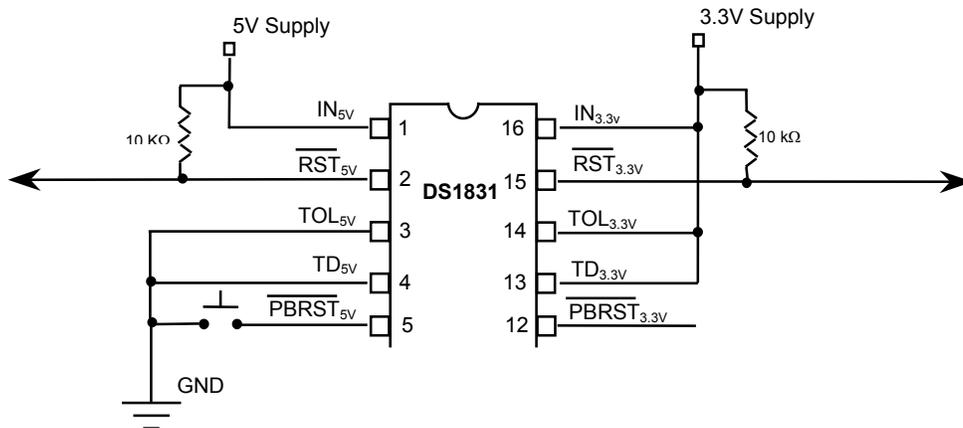 5V Supply
3.3V Supply
10 KΩ
10 kΩ
IN5V
1
16
IN3.3v
RST5V
2
DS1831
15
RST3.3V
TOL5V
3
14
TOL3.3V
TD5V
4
13
TD3.3V
PBRST5V
5
12
PBRST3.3V
GND